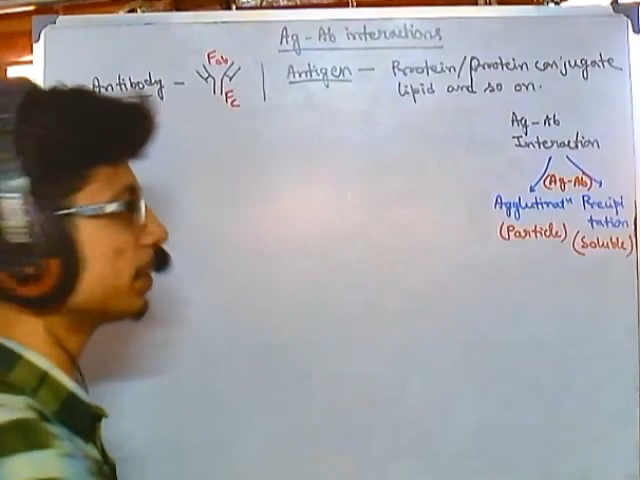 Ag-Ab interactions
Antibody - Fab Fc
Antigen - Protein/protein conjugate
lipid and so on.
Ag-Ab
Interaction
(Ag-Ab)
Agglutinatⁿ Precipi
tation
(Particle) (Soluble)